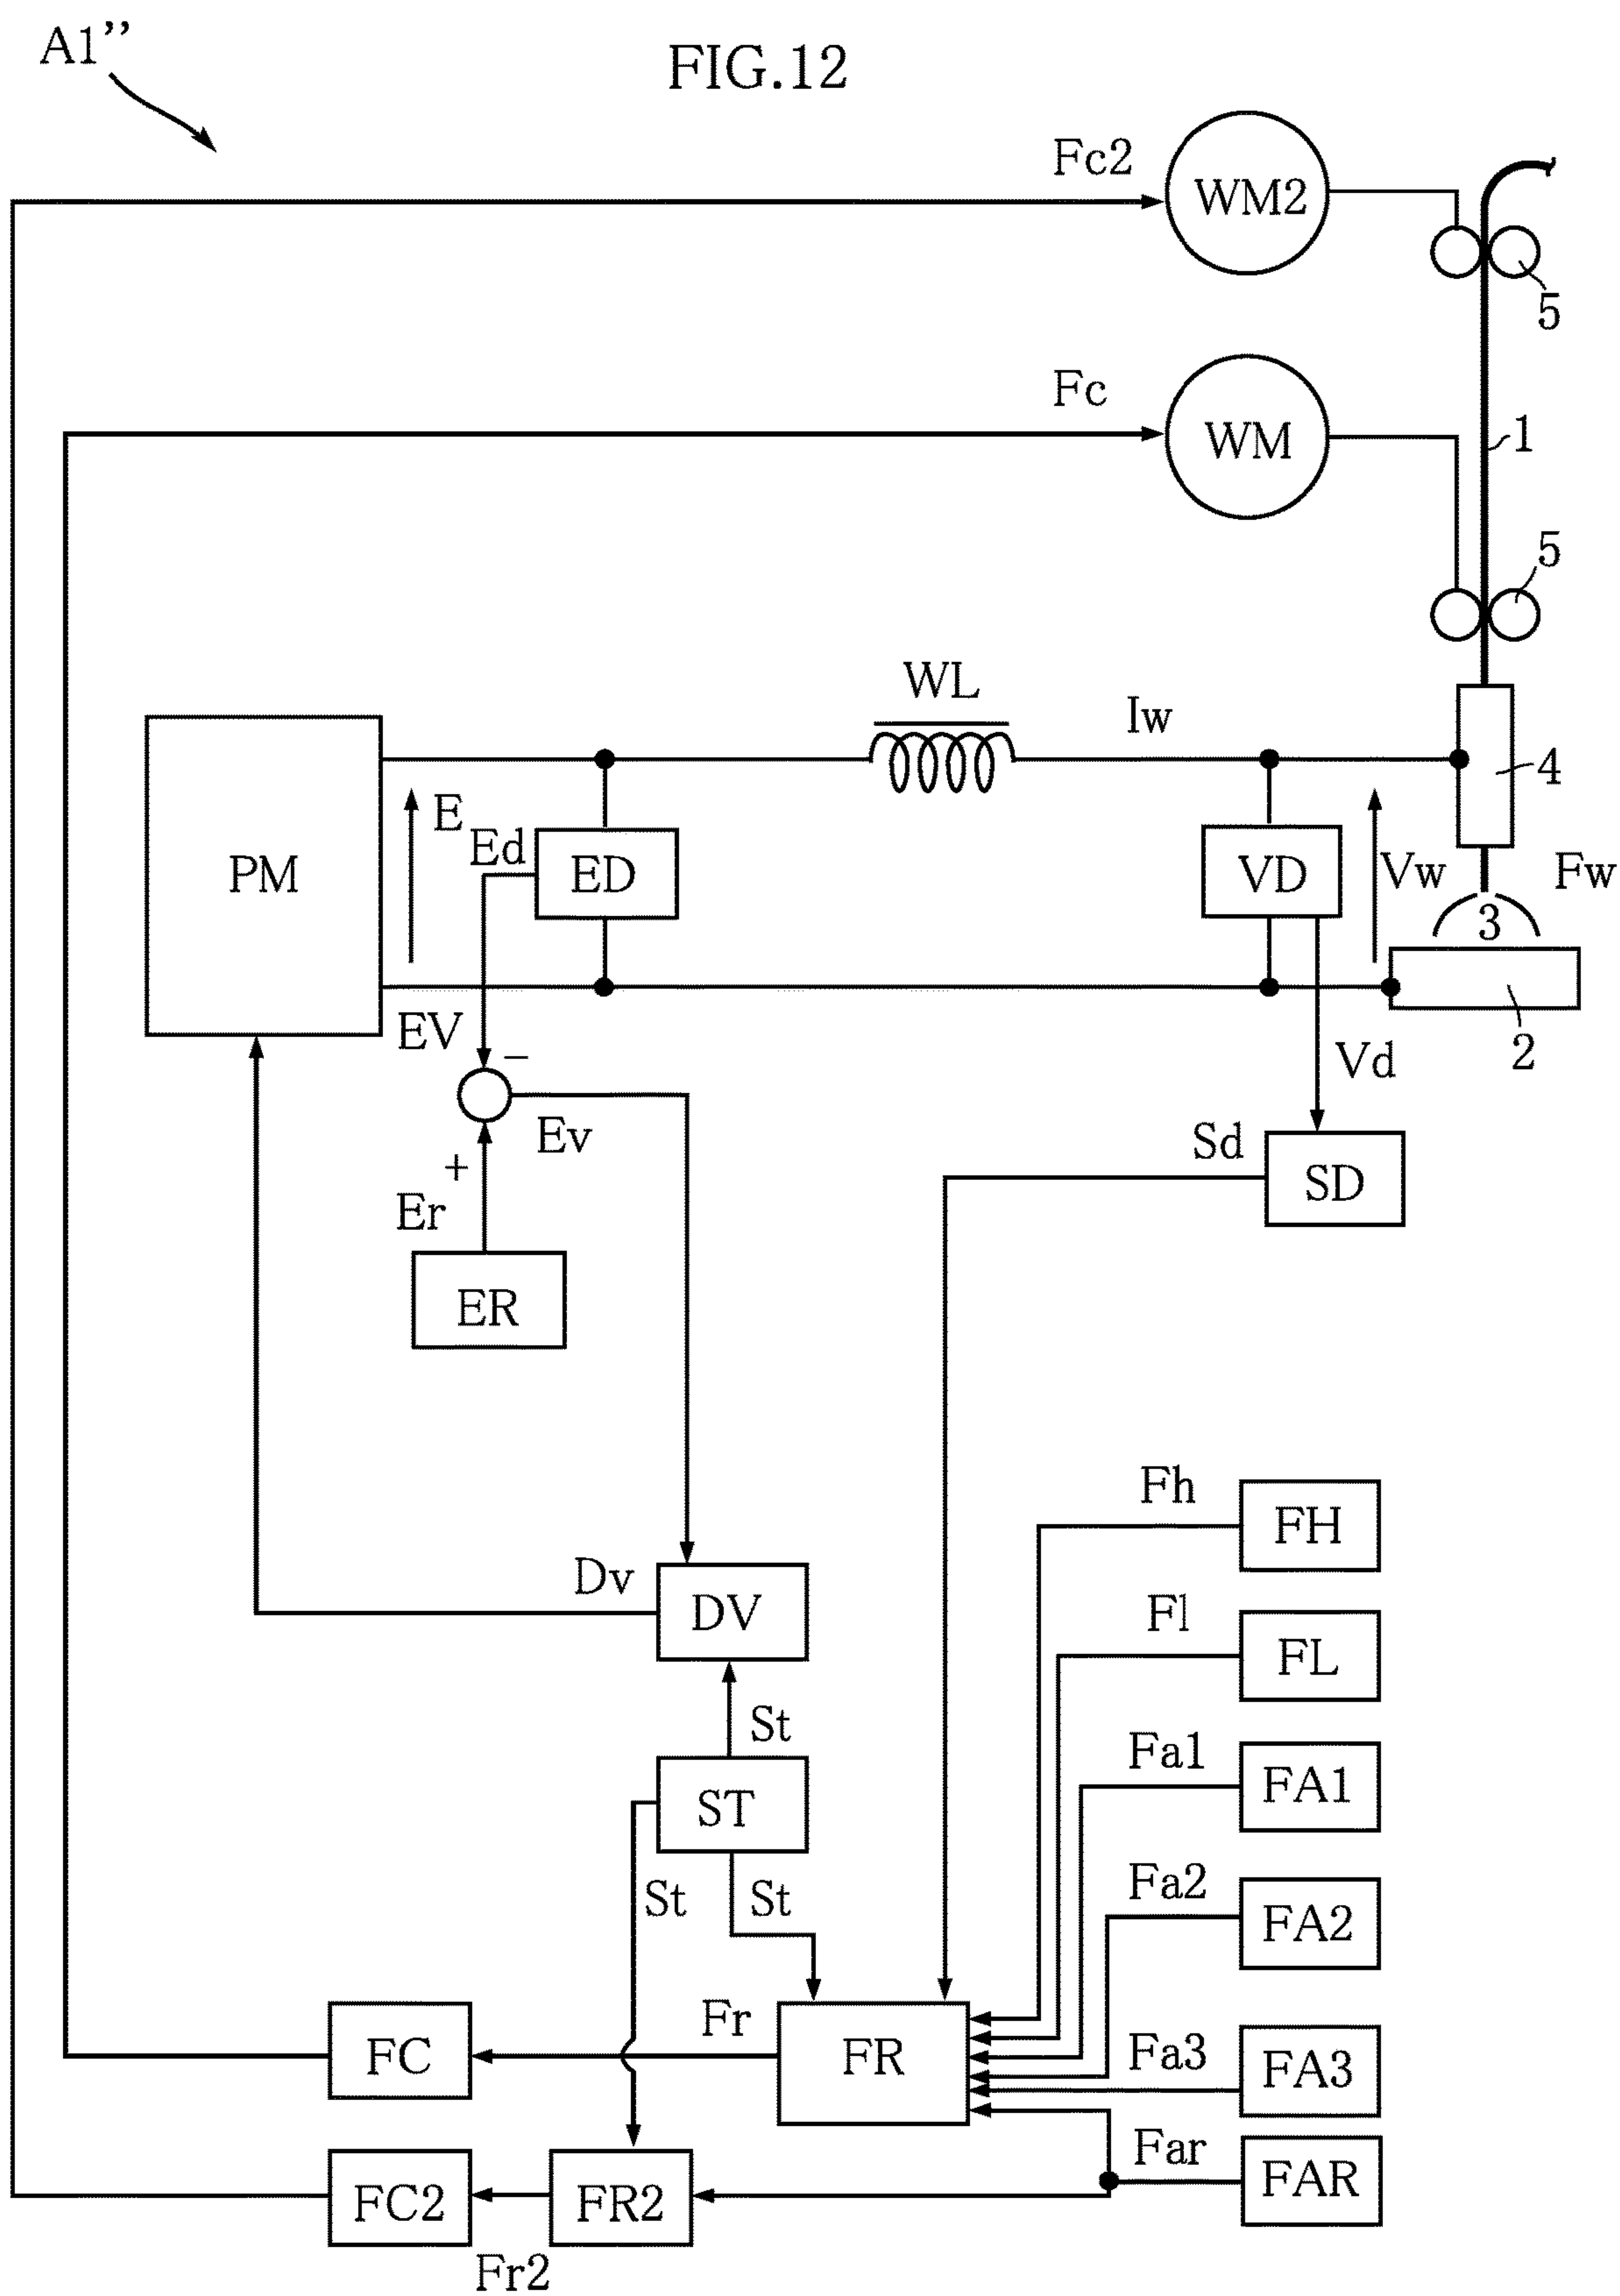 A1”
FIG.12
Fc2
WM2
5
Fc
WM
1
5
WL
Iw
4
E
Ed
ED
PM
VD
Vw
Fw
3
2
EV
−
Vd
Ev
Sd
SD
+
Er
ER
Fh
FH
Dv
DV
Fl
FL
St
Fa1
FA1
ST
St
St
Fa2
FA2
Fr
FC
FR
Fa3
FA3
Far
FAR
FC2
FR2
Fr2